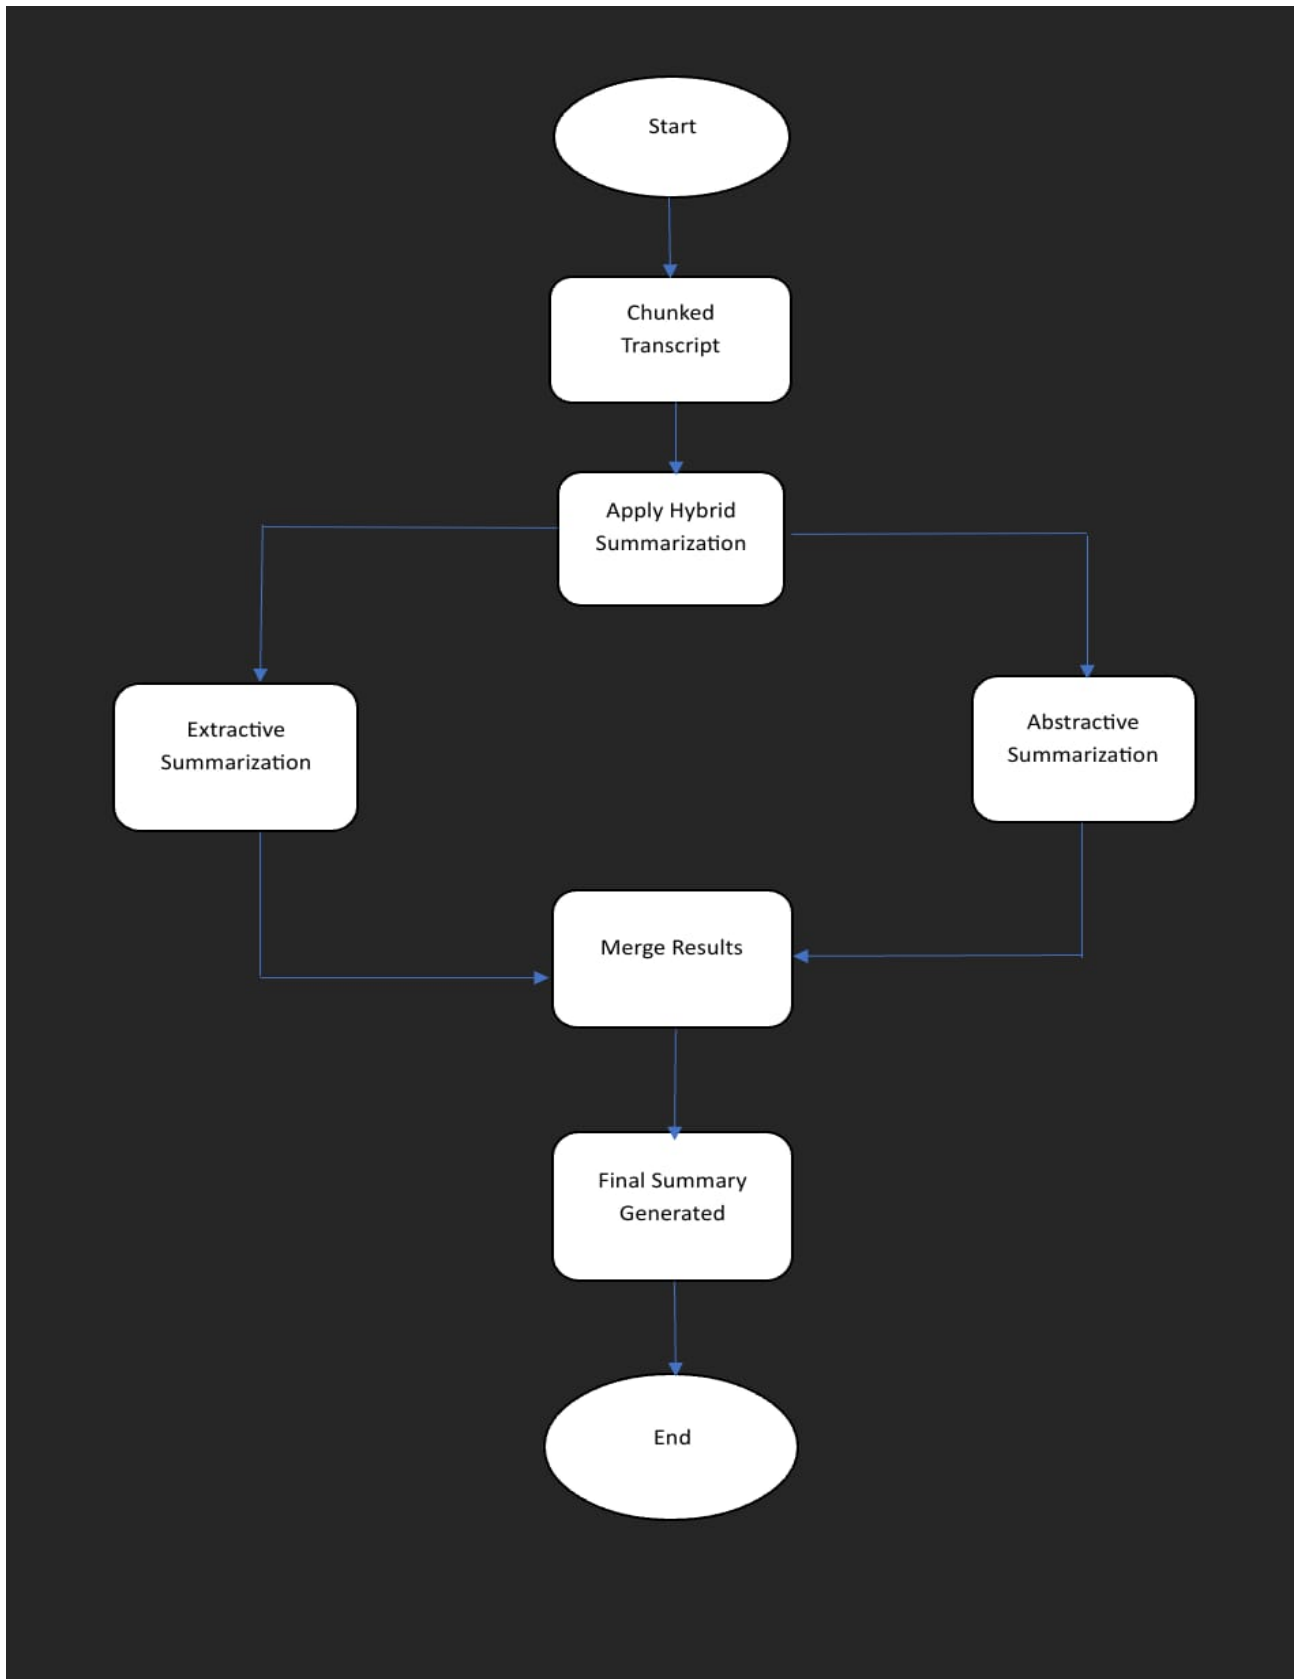 Start
Chunked
Transcript
Apply Hybrid
Summarization
Extractive
Summarization
Abstractive
Summarization
Merge Results
Final Summary
Generated
End